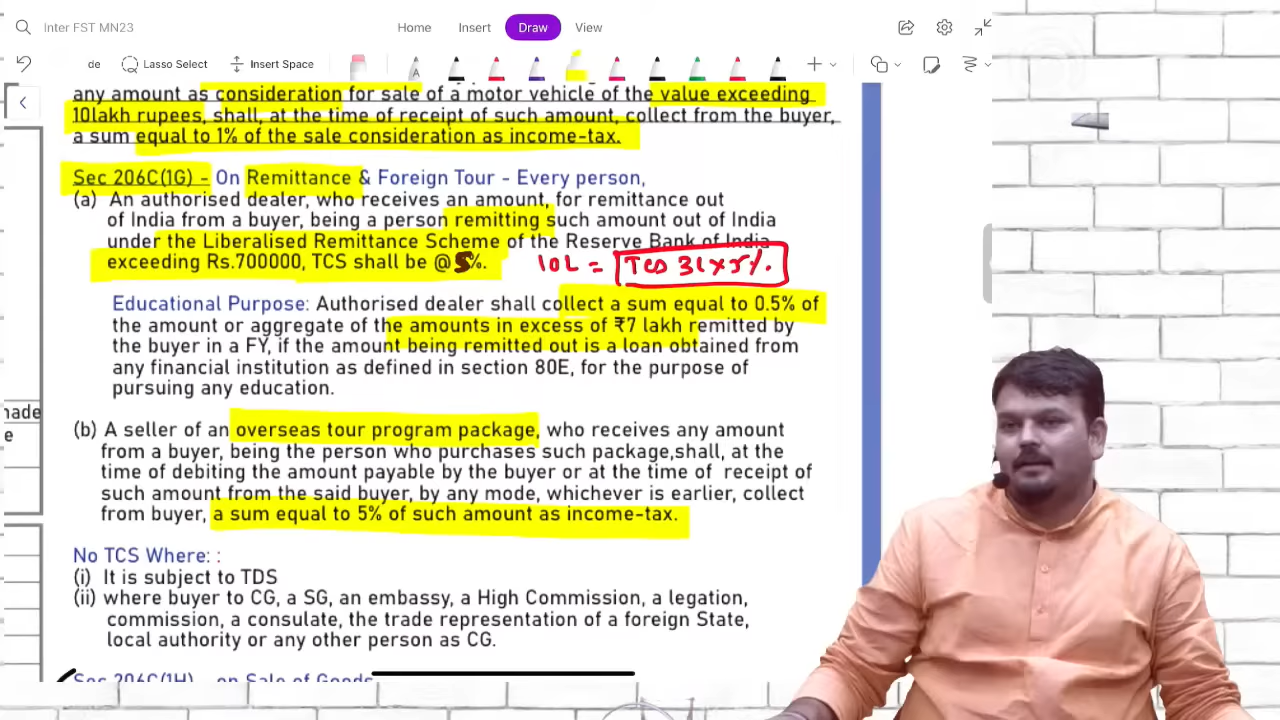 Inter FST MN23
Home Insert Draw View
de Lasso Select Insert Space A
any amount as consideration for sale of a motor vehicle of the value exceeding
10lakh rupees, shall, at the time of receipt of such amount, collect from the buyer,
a sum equal to 1% of the sale consideration as income-tax.
Sec 206C(1G) - On Remittance & Foreign Tour - Every person,
(a) An authorised dealer, who receives an amount, for remittance out
of India from a buyer, being a person remitting such amount out of India
under the Liberalised Remittance Scheme of the Reserve Bank of India
exceeding Rs.700000, TCS shall be @5%. 10L = TCS 3L x 5%.
Educational Purpose: Authorised dealer shall collect a sum equal to 0.5% of
the amount or aggregate of the amounts in excess of ₹7 lakh remitted by
the buyer in a FY, if the amount being remitted out is a loan obtained from
any financial institution as defined in section 80E, for the purpose of
pursuing any education.
(b) A seller of an overseas tour program package, who receives any amount
from a buyer, being the person who purchases such package,shall, at the
time of debiting the amount payable by the buyer or at the time of receipt of
such amount from the said buyer, by any mode, whichever is earlier, collect
from buyer, a sum equal to 5% of such amount as income-tax.
No TCS Where: :
(i) It is subject to TDS
(ii) where buyer to CG, a SG, an embassy, a High Commission, a legation,
commission, a consulate, the trade representation of a foreign State,
local authority or any other person as CG.
Sec 206C(1H) - on Sale of Goods